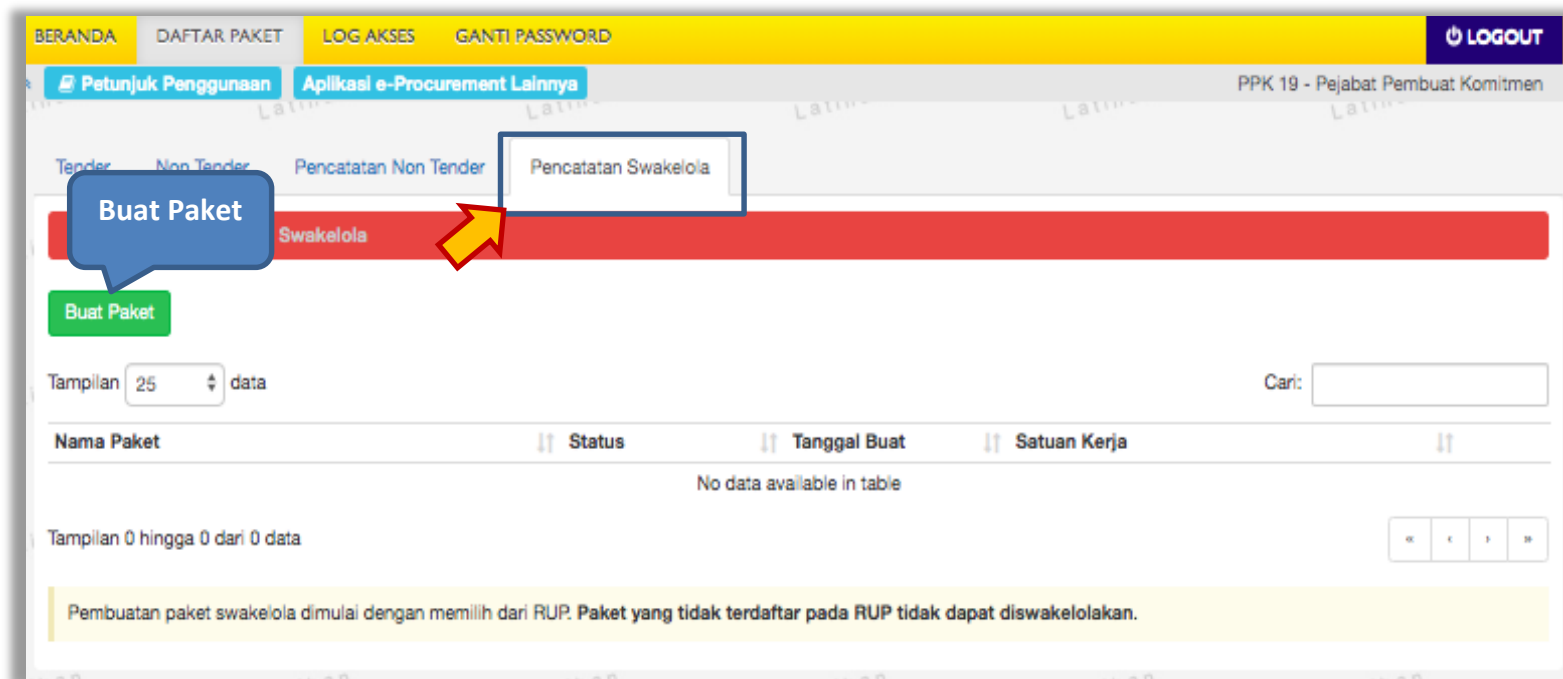 BERANDA DAFTAR PAKET LOG AKSES GANTI PASSWORD LOGOUT
Petunjuk Penggunaan Aplikasi e-Procurement Lainnya PPK 19 - Pejabat Pembuat Komitmen
Tender Non Tender Pencatatan Non Tender Pencatatan Swakelola
Buat Paket
Swakelola
Buat Paket
Tampilan 25 data Cari:
Nama Paket Status Tanggal Buat Satuan Kerja
No data available in table
Tampilan 0 hingga 0 dari 0 data « ‹ › »
Pembuatan paket swakelola dimulai dengan memilih dari RUP. Paket yang tidak terdaftar pada RUP tidak dapat diswakelolakan.